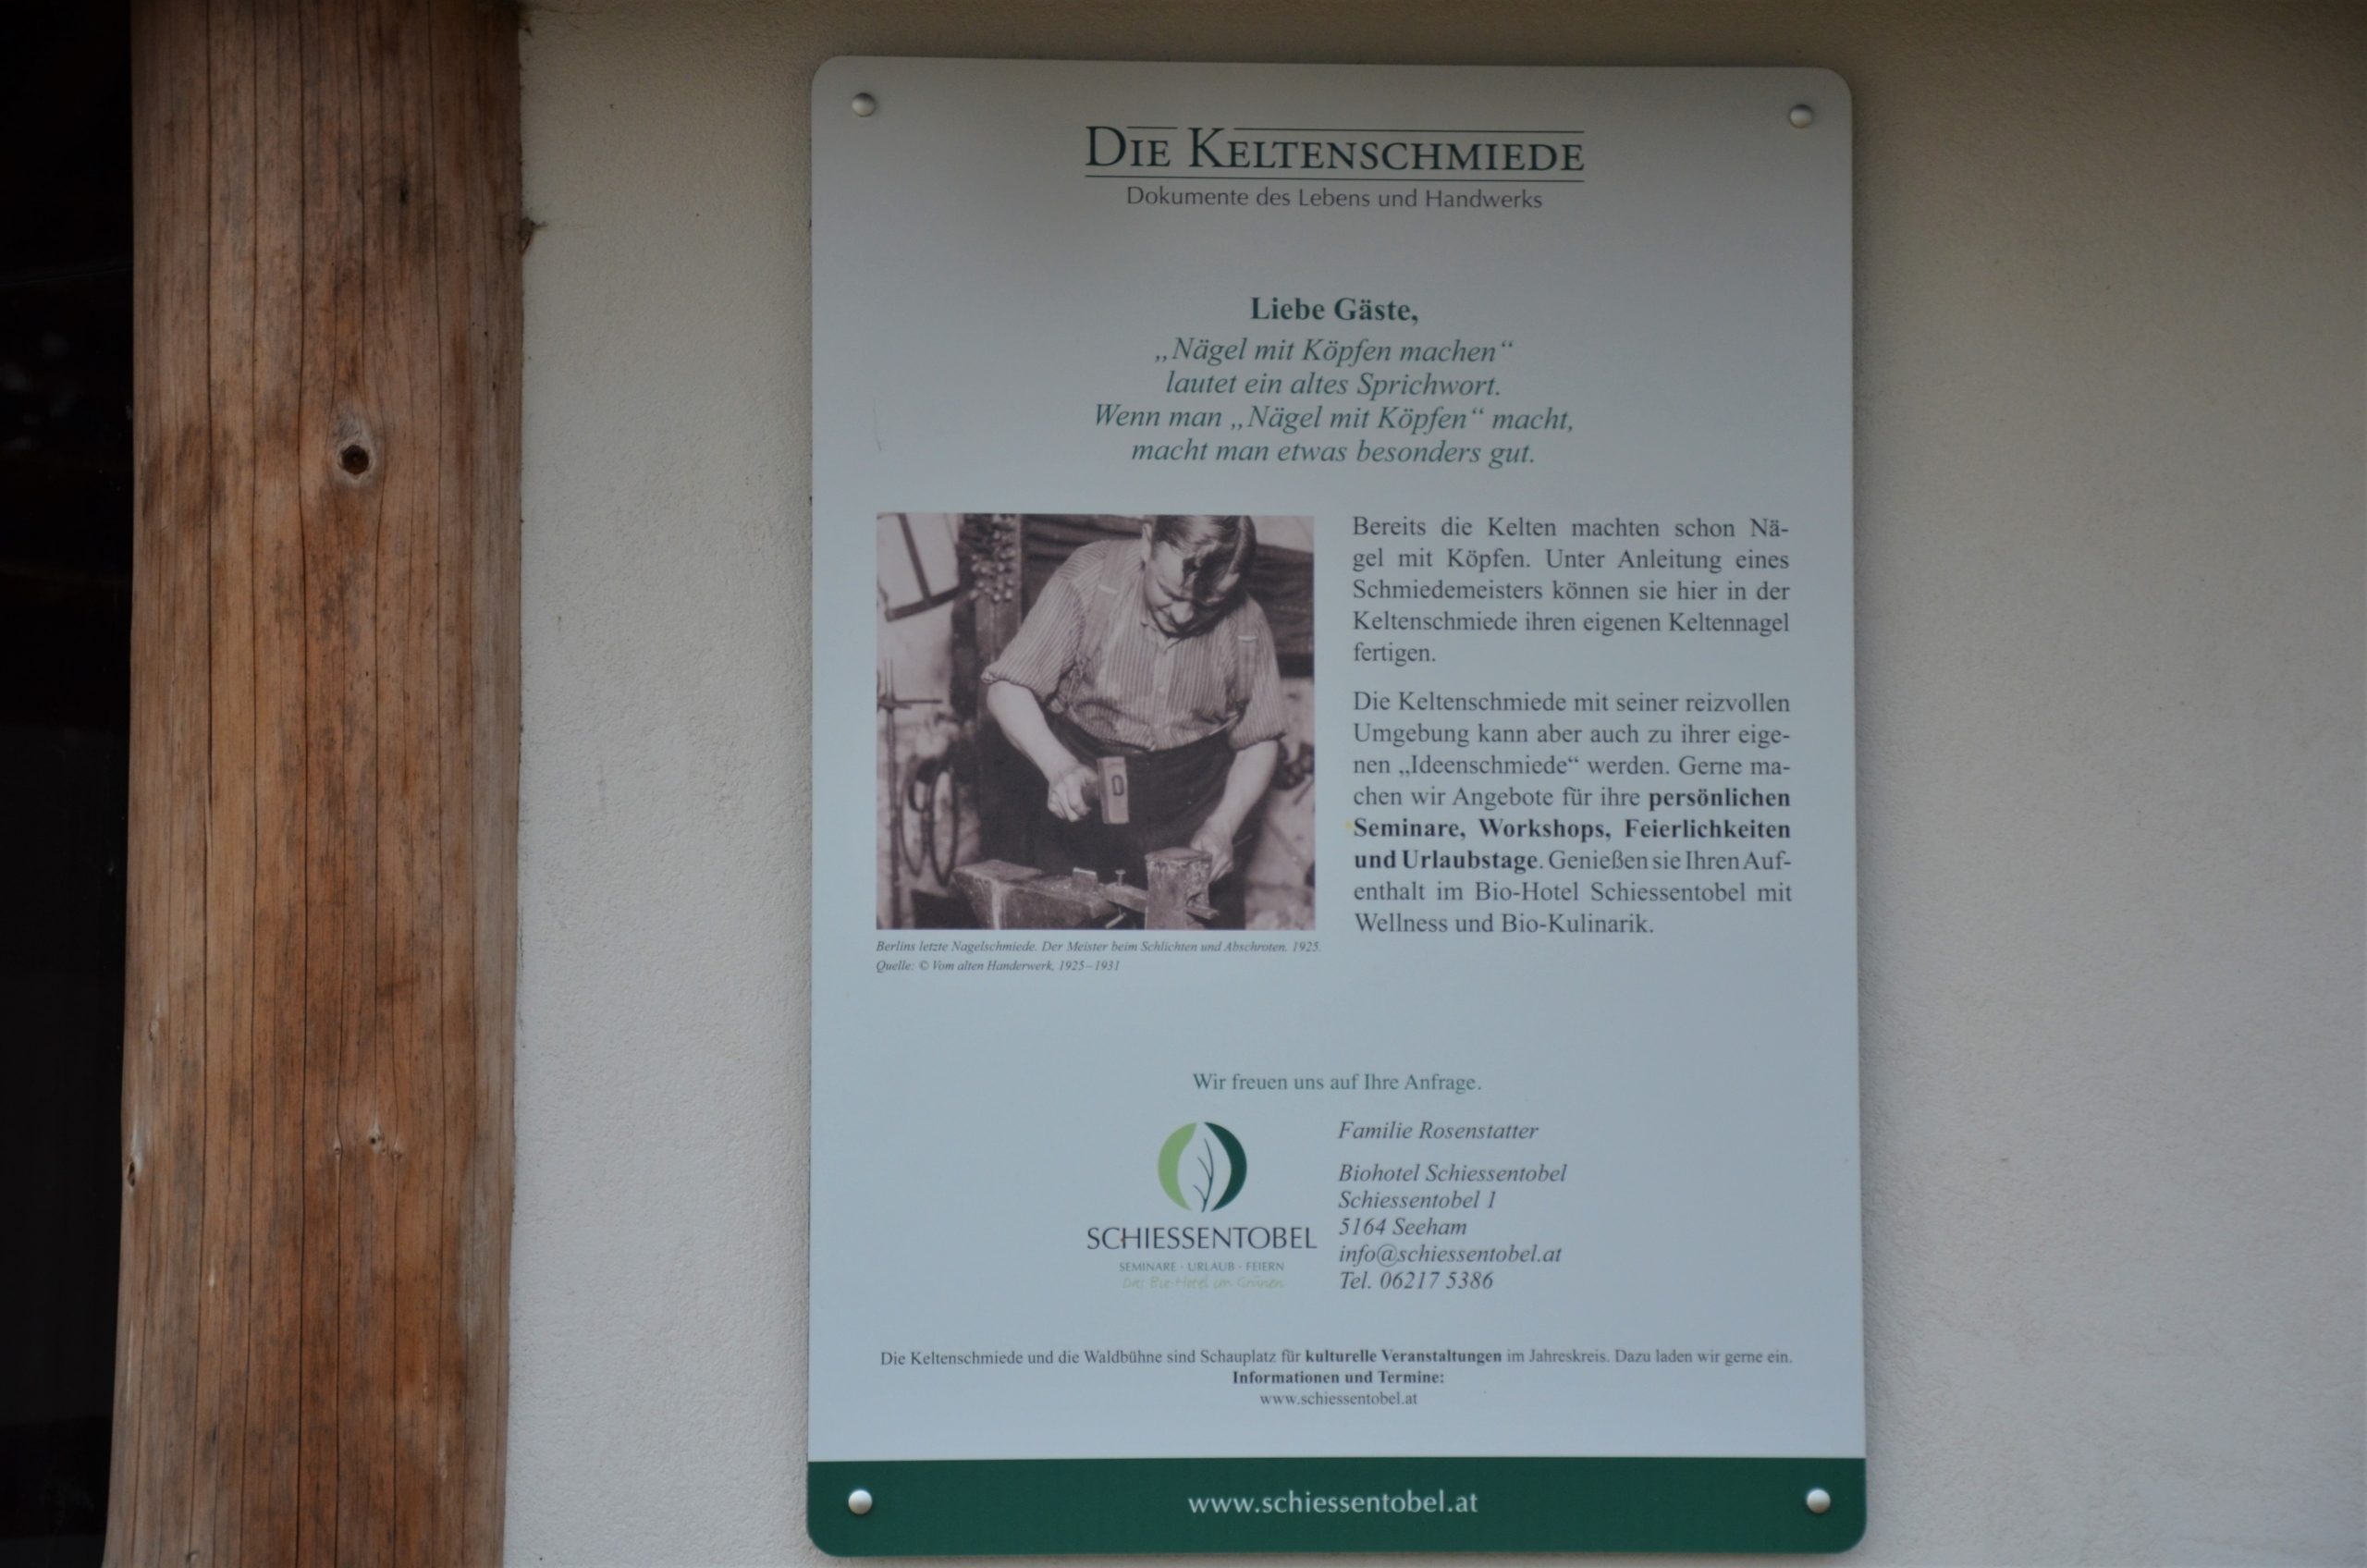 DIE KELTENSCHMIEDE
Dokumente des Lebens und Handwerks
Liebe Gäste,
„Nägel mit Köpfen machen“
lautet ein altes Sprichwort.
Wenn man „Nägel mit Köpfen“ macht,
macht man etwas besonders gut.
Bereits die Kelten machten schon Nä-
gel mit Köpfen. Unter Anleitung eines
Schmiedemeisters können sie hier in der
Keltenschmiede ihren eigenen Keltennagel
fertigen.
Die Keltenschmiede mit seiner reizvollen
Umgebung kann aber auch zu ihrer eige-
nen „Ideenschmiede“ werden. Gerne ma-
chen wir Angebote für ihre persönlichen
Seminare, Workshops, Feierlichkeiten
und Urlaubstage. Genießen sie Ihren Auf-
enthalt im Bio-Hotel Schiessentobel mit
Wellness und Bio-Kulinarik.
Berlins letzte Nagelschmiede. Der Meister beim Schlichten und Abschroten. 1925.
Quelle: © Vom alten Handerwerk. 1925–1931
Wir freuen uns auf Ihre Anfrage.
SCHIESSENTOBEL
SEMINARE · URLAUB · FEIERN
Das Bio-Hotel im Grünen
Familie Rosenstatter
Biohotel Schiessentobel
Schiessentobel 1
5164 Seeham
info@schiessentobel.at
Tel. 06217 5386
Die Keltenschmiede und die Waldbühne sind Schauplatz für kulturelle Veranstaltungen im Jahreskreis. Dazu laden wir gerne ein.
Informationen und Termine:
www.schiessentobel.at
www.schiessentobel.at